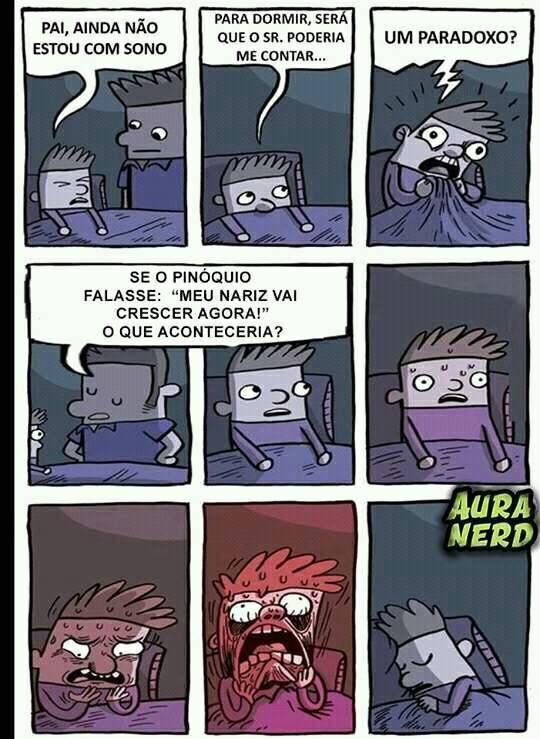 PAI, AINDA NÃO
ESTOU COM SONO
PARA DORMIR, SERÁ
QUE O SR. PODERIA
ME CONTAR...
UM PARADOXO?
SE O PINÓQUIO
FALASSE: “MEU NARIZ VAI
CRESCER AGORA!”
O QUE ACONTECERIA?
AURA
NERD